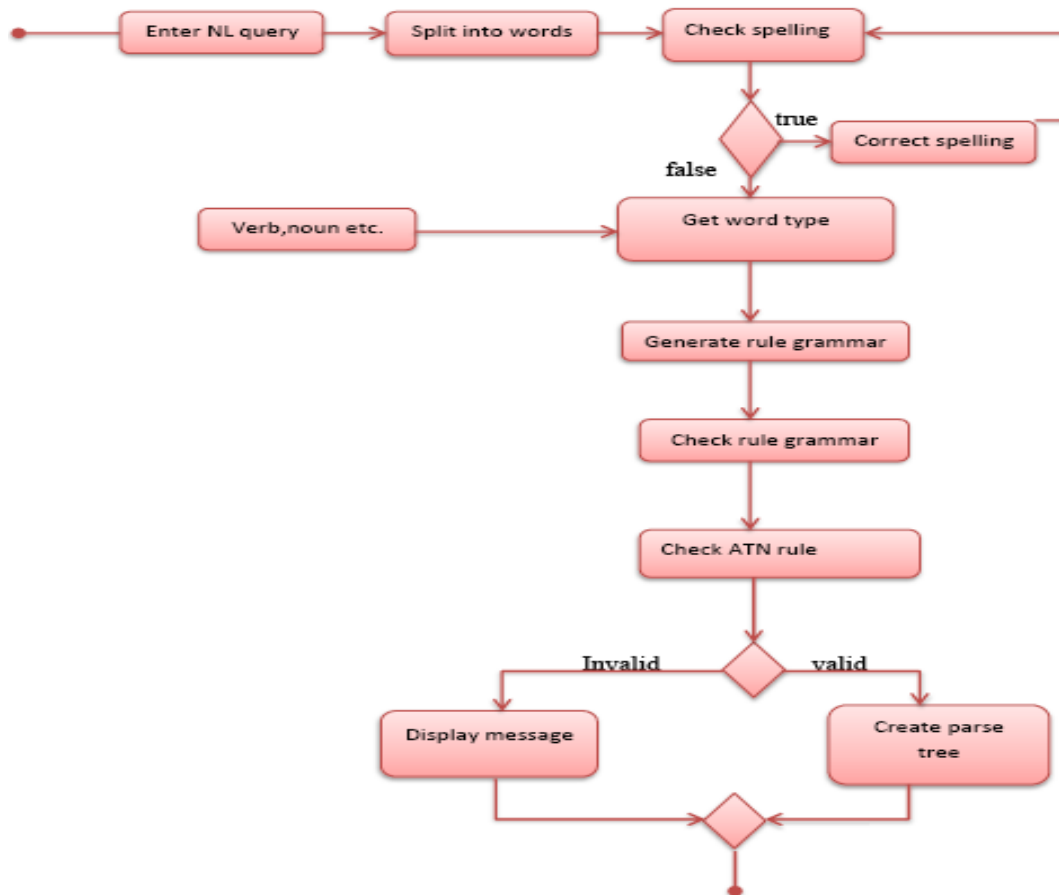 Enter NL query
Split into words
Check spelling
true
Correct spelling
false
Get word type
Verb,noun etc.
Generate rule grammar
Check rule grammar
Check ATN rule
Invalid
valid
Display message
Create parse
tree